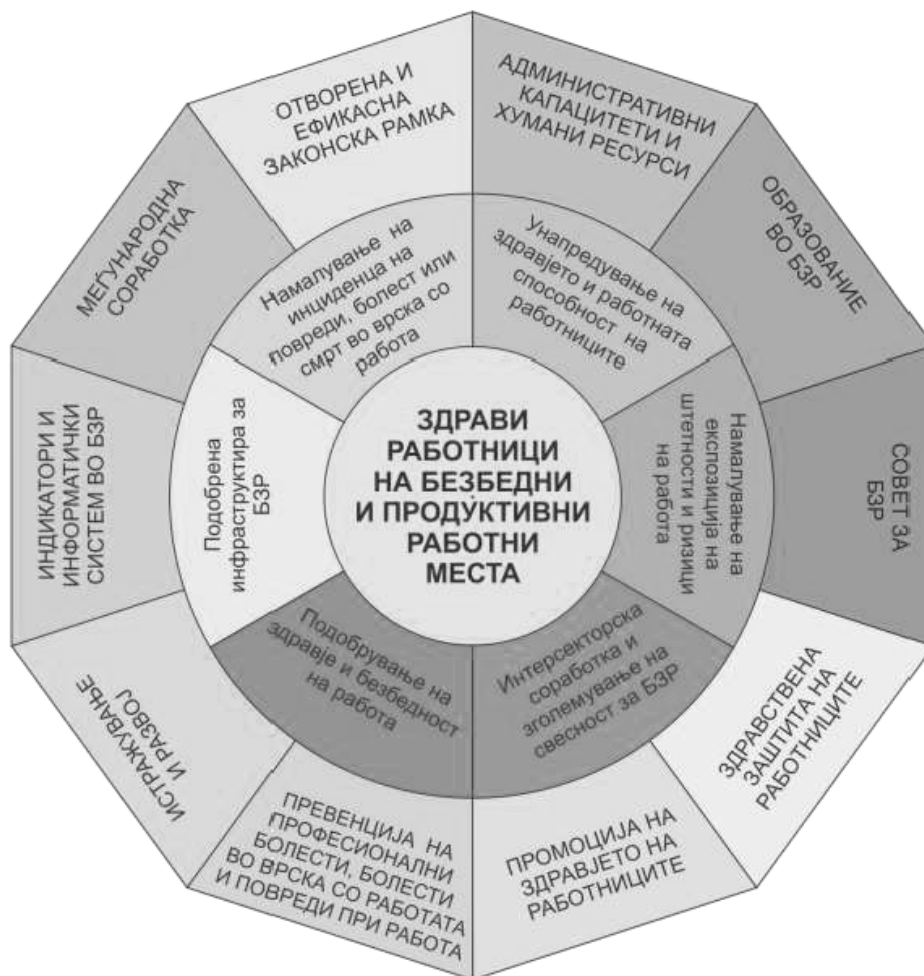 ОТВОРЕНА И
ЕФИКАСНА
ЗАКОНСКА РАМКА
АДМИНИСТРАТИВНИ
КАПАЦИТЕТИ И
ХУМАНИ РЕСУРСИ
ОБРАЗОВАНИЕ
ВО БЗР
СОВЕТ ЗА
БЗР
ЗДРАВСТВЕНА
ЗАШТИТА НА
РАБОТНИЦИТЕ
ПРОМОЦИЈА НА
ЗДРАВЈЕТО НА
РАБОТНИЦИТЕ
ПРЕВЕНЦИЈА НА
ПРОФЕСИОНАЛНИ
БОЛЕСТИ, БОЛЕСТИ
ВО ВРСКА СО РАБОТАТА
И ПОВРЕДИ ПРИ РАБОТА
ИСТРАЖУВАЊЕ
И РАЗВОЈ
ИНДИКАТОРИ И
ИНФОРМАТИЧКИ
СИСТЕМ ВО БЗР
МЕЃУНАРОДНА
СОРАБОТКА
Намалување на
инциденца на
повреди, болест или
смрт во врска со
работа
Унапредување на
здравјето и работната
способност на
работниците
Намалување на
експозиција на
штетности и ризици
на работа
Интерсекторска
соработка и
зголемување на
свесност за БЗР
Подобрување на
здравје и безбедност
на работа
Подобрена
инфраструктира за
БЗР
ЗДРАВИ
РАБОТНИЦИ
НА БЕЗБЕДНИ
И ПРОДУКТИВНИ
РАБОТНИ
МЕСТА